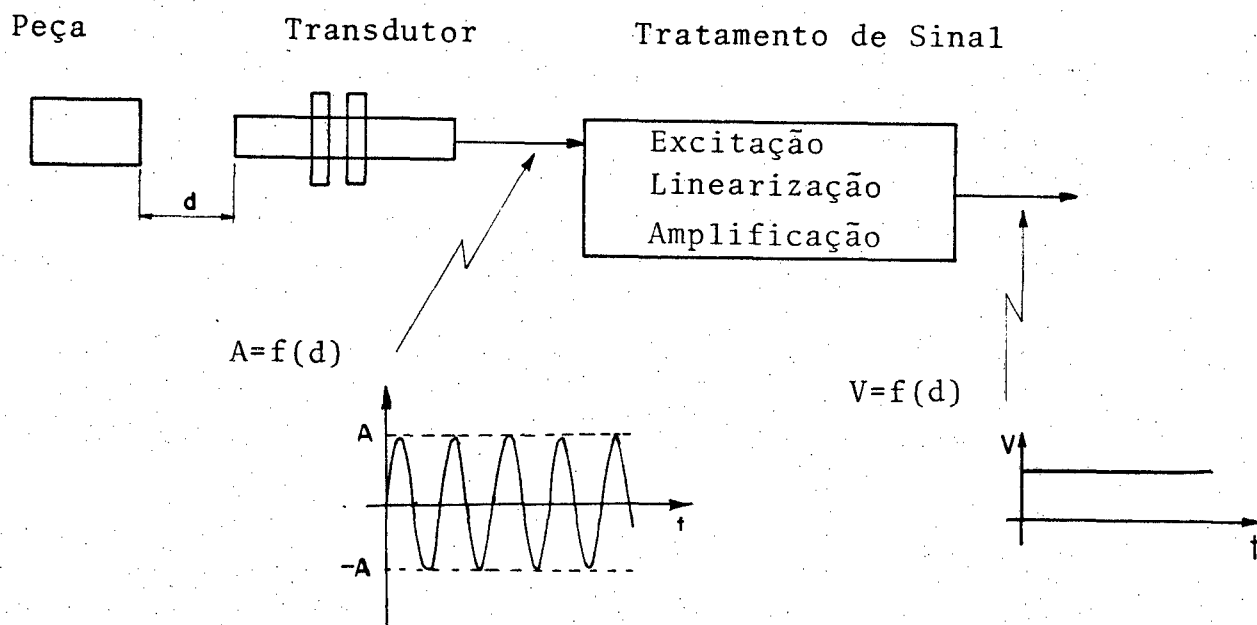 Peça
Transdutor
Tratamento de Sinal
Excitação
Linearização
Amplificação
d
A=f(d)
V=f(d)
A
-A
t
V
t